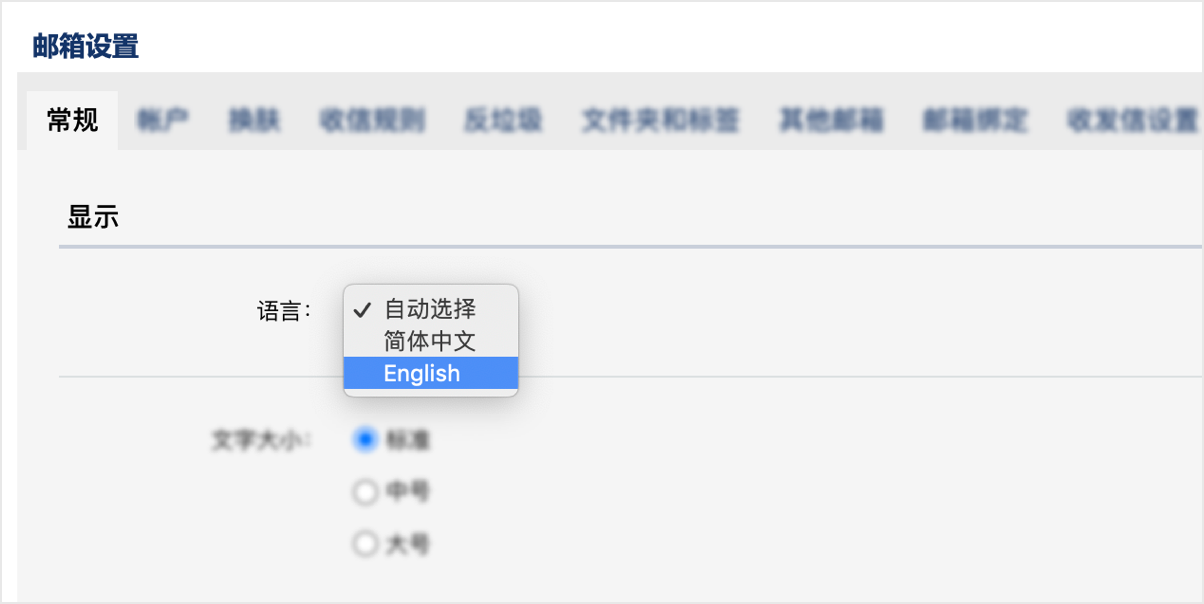 邮箱设置
常规 帐户 换肤 收信规则 反垃圾 文件夹和标签 其他邮箱 邮箱绑定 收发信设置
显示
语言：
自动选择
简体中文
English
文字大小： 标准
中号
大号